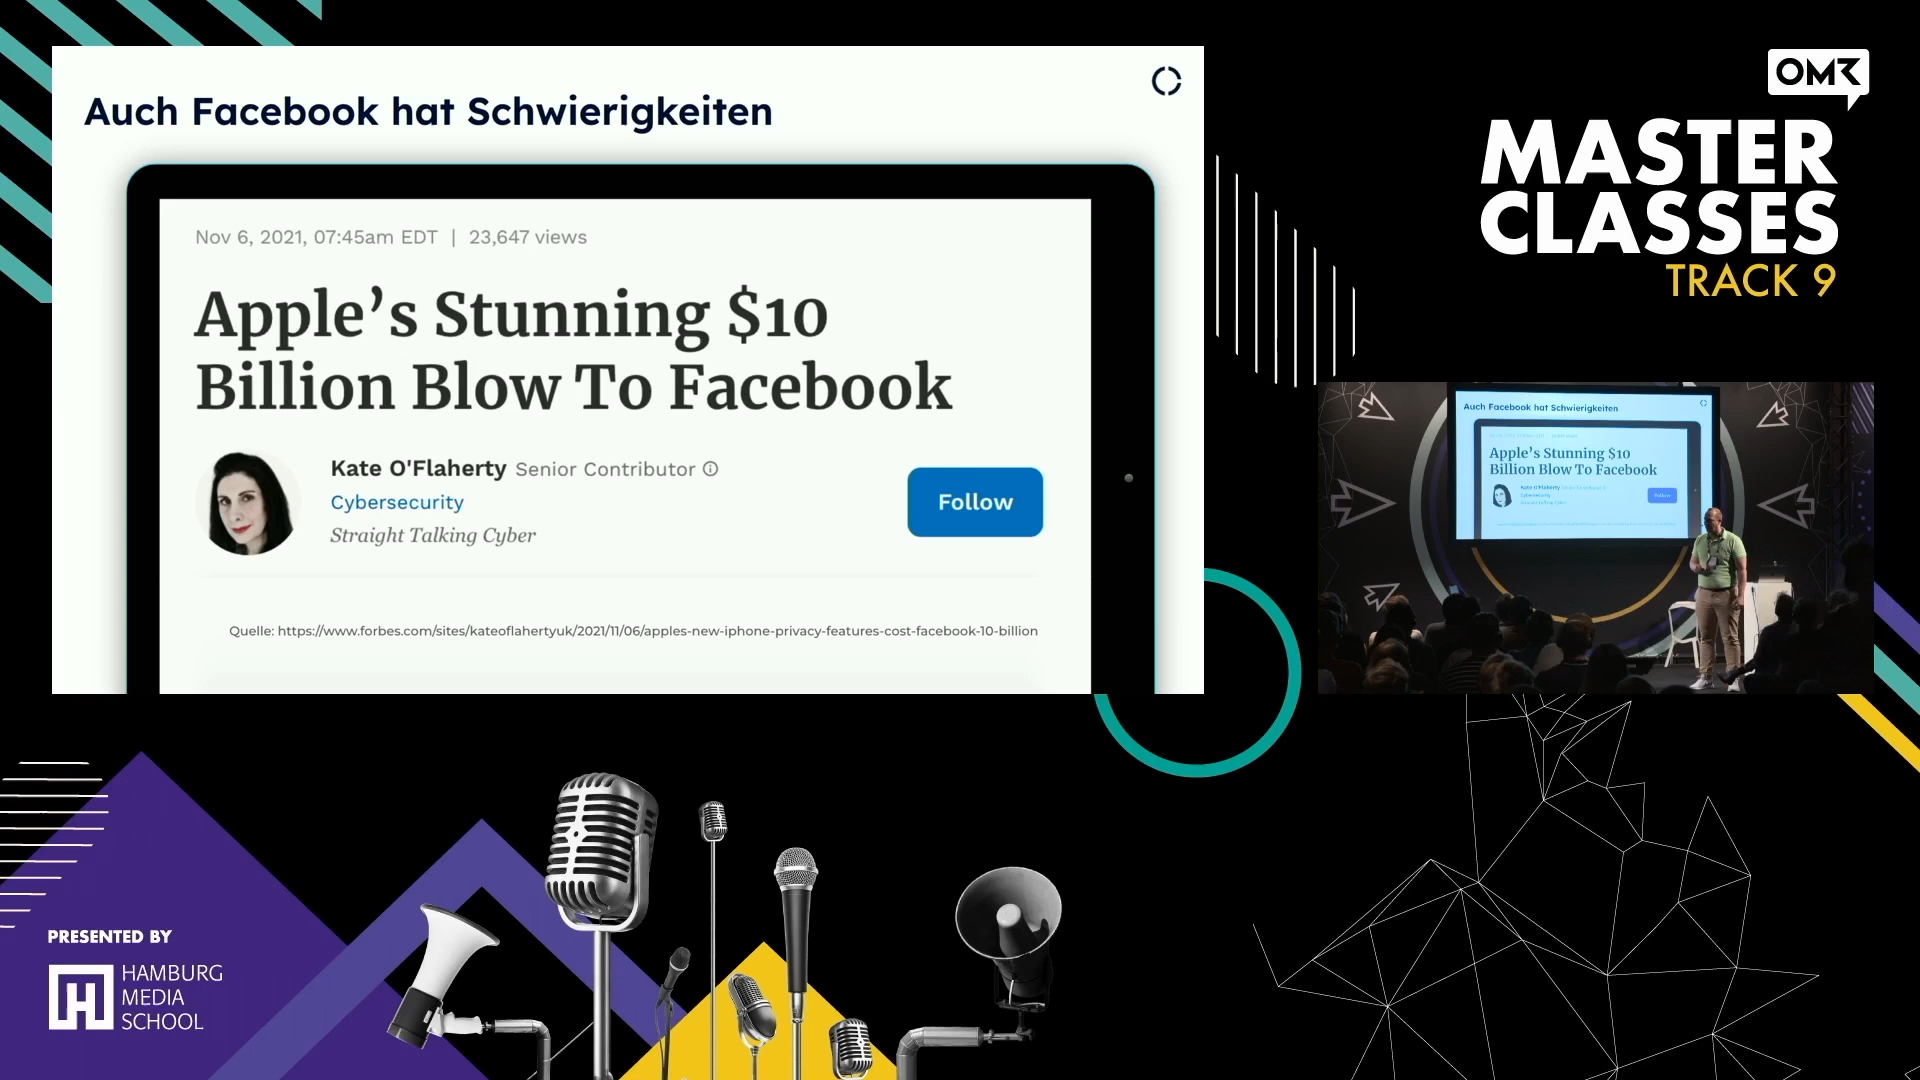 Auch Facebook hat Schwierigkeiten
Nov 6, 2021, 07:45am EDT | 23,647 views
Apple’s Stunning $10
Billion Blow To Facebook
Kate O'Flaherty Senior Contributor
Cybersecurity
Straight Talking Cyber
Follow
Quelle: https://www.forbes.com/sites/kateoflahertyuk/2021/11/06/apples-new-iphone-privacy-features-cost-facebook-10-billion
OMR
MASTER
CLASSES
TRACK 9
Auch Facebook hat Schwierigkeiten
Apple’s Stunning $10
Billion Blow To Facebook
Kate O'Flaherty
Follow
PRESENTED BY
HAMBURG
MEDIA
SCHOOL